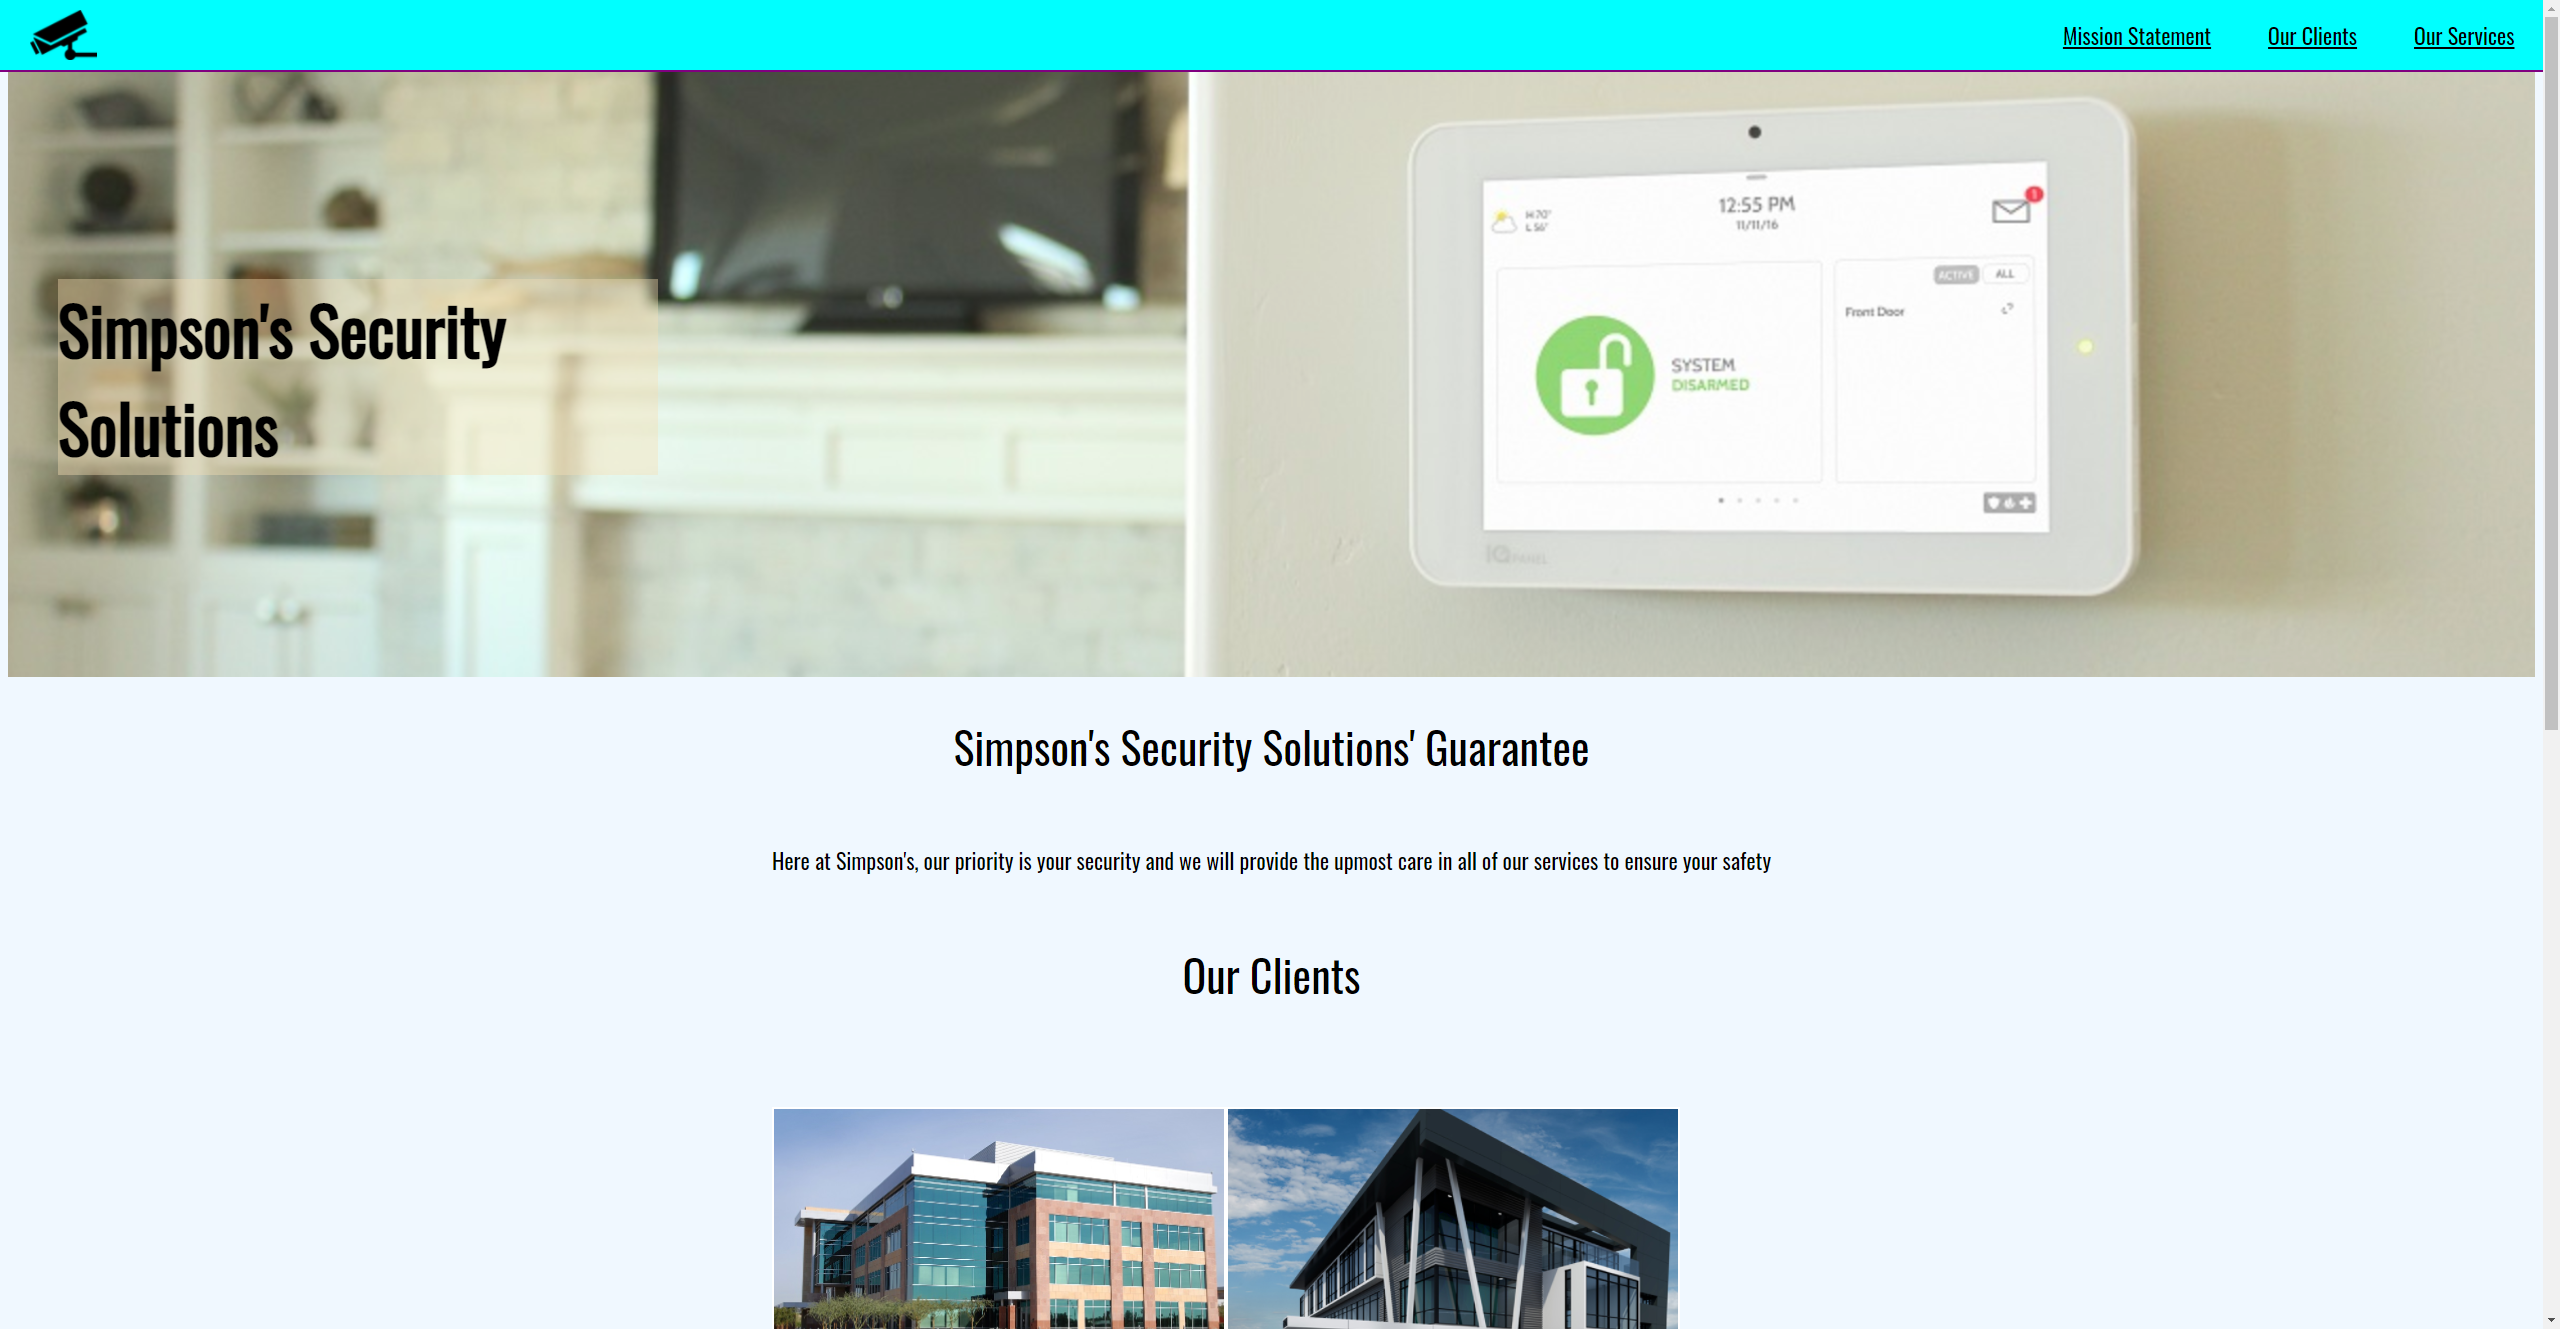 Mission Statement
Our Clients
Our Services
Simpson's Security
Solutions
H 70°
L 56°
12:55 PM
11/11/16
1
ACTIVE
ALL
Front Door
SYSTEM
DISARMED
IQ PANEL
Simpson's Security Solutions' Guarantee
Here at Simpson's, our priority is your security and we will provide the upmost care in all of our services to ensure your safety
Our Clients